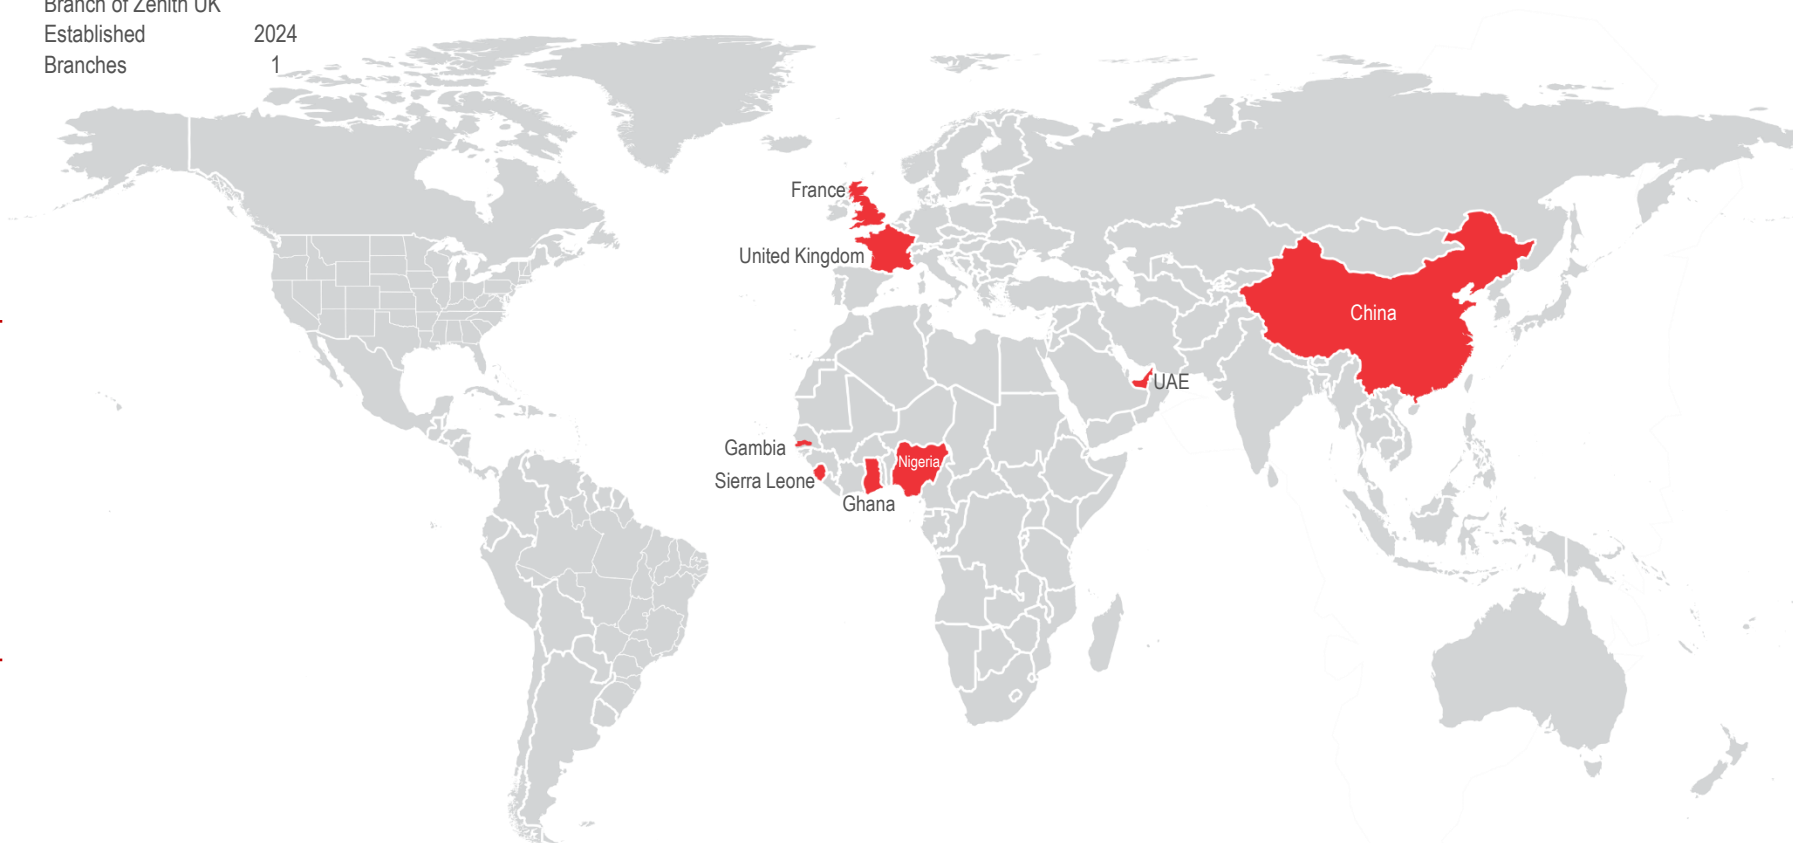 Branch of Zenith UK
Established 2024
Branches 1
France
United Kingdom
China
UAE
Gambia
Nigeria
Sierra Leone
Ghana